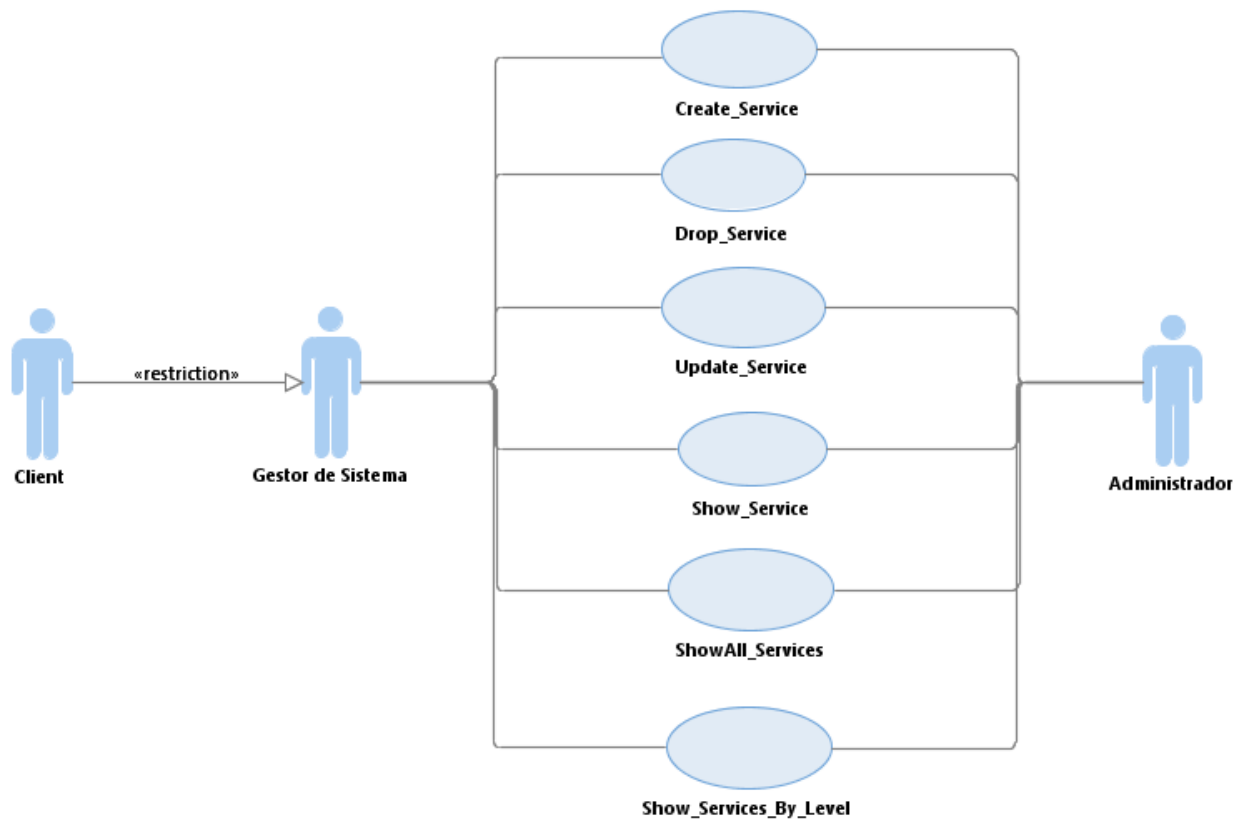 Create_Service
Drop_Service
Update_Service
«restriction»
Client
Gestor de Sistema
Administrador
Show_Service
ShowAll_Services
Show_Services_By_Level